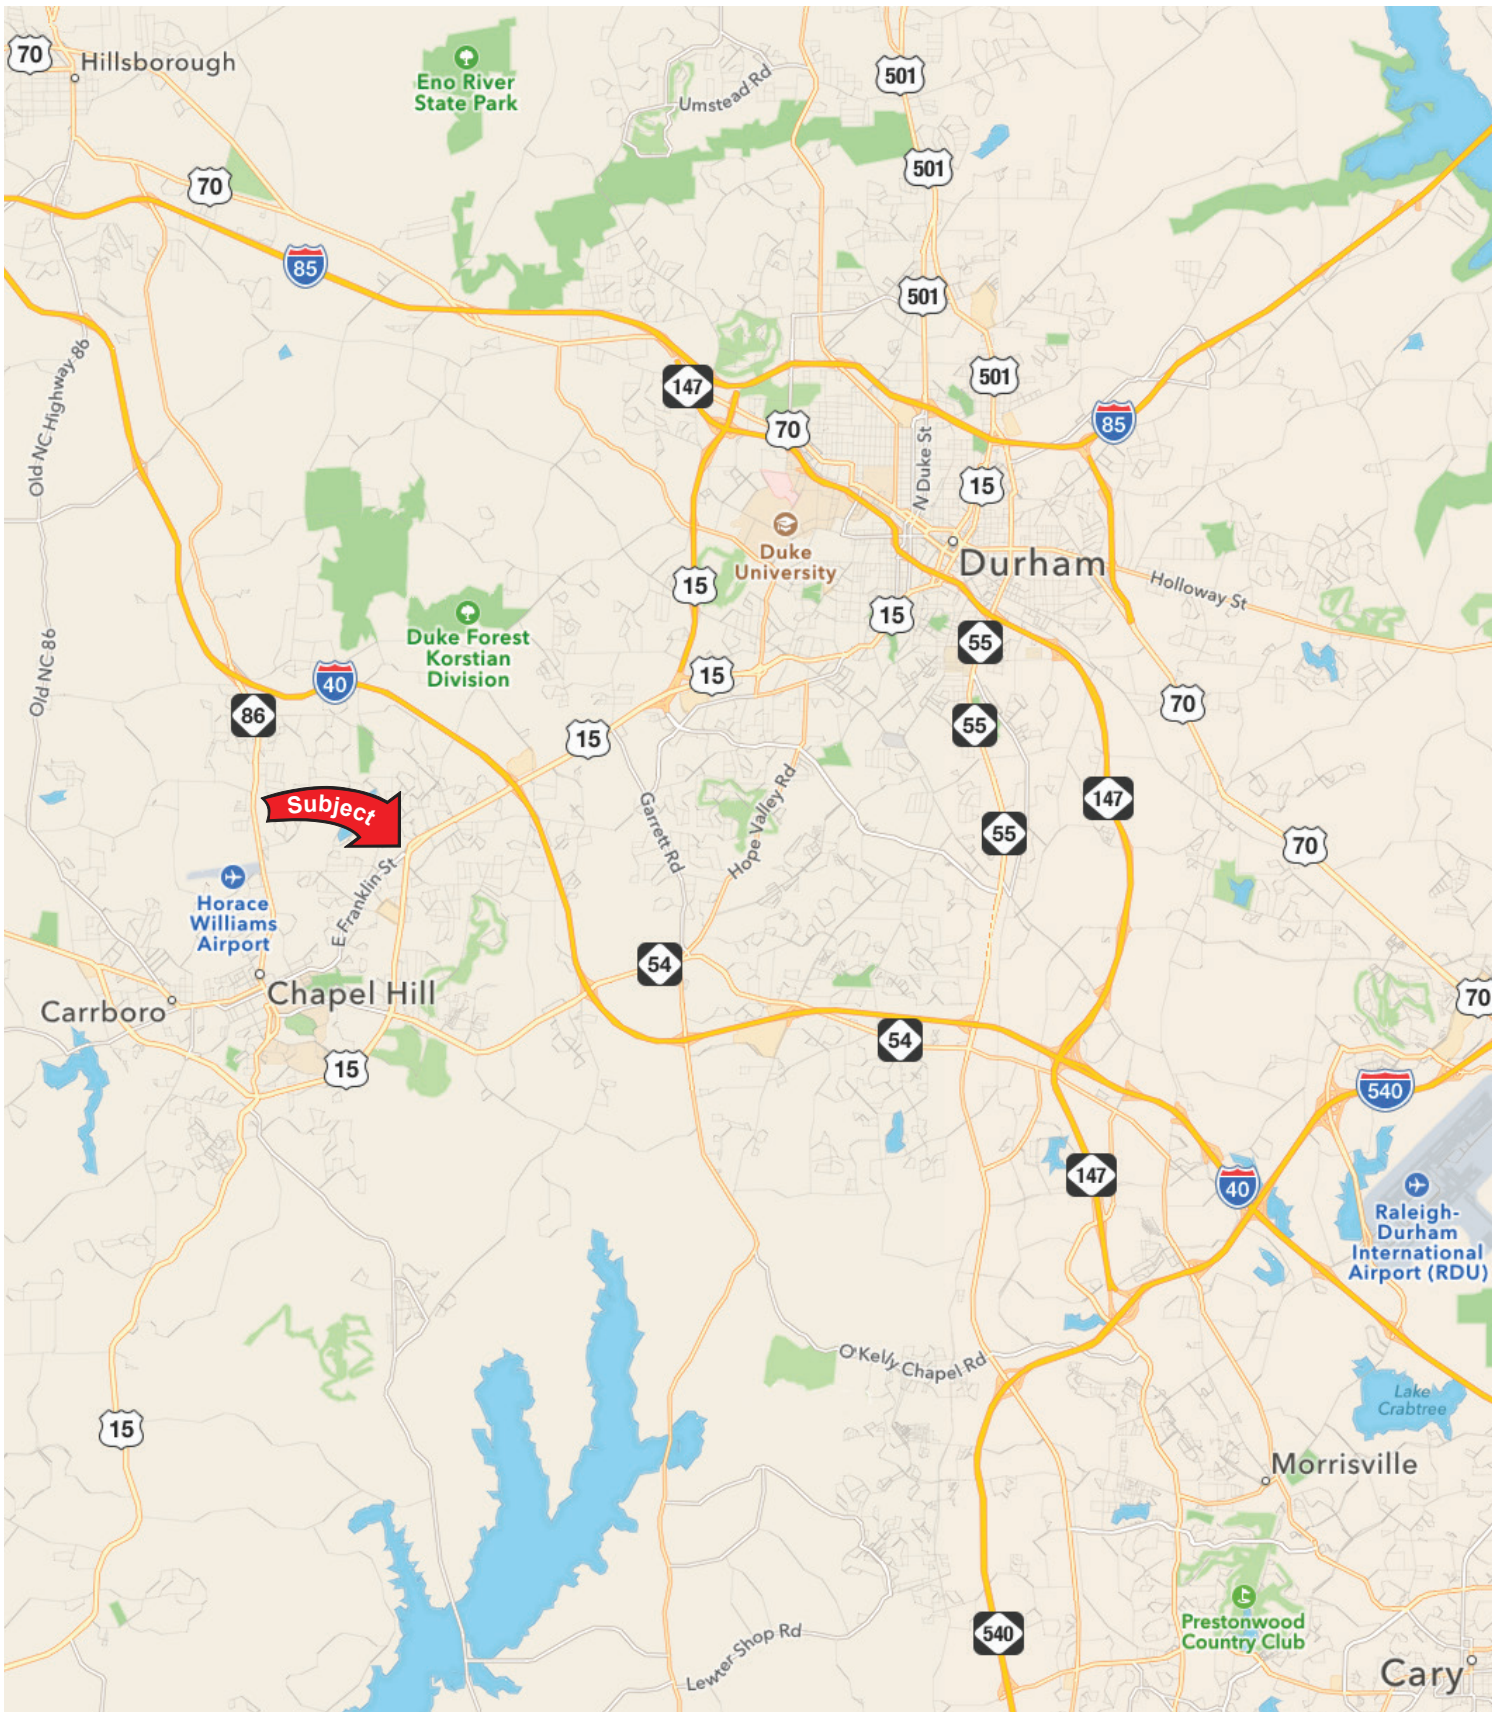 70
Hillsborough
Eno River
State Park
Umstead Rd
501
501
70
85
501
Old NC Highway 86
147
501
70
85
N Duke St
15
Duke
University
Durham
15
Holloway St
15
Duke Forest
Korstian
Division
55
Old NC 86
40
15
86
70
55
15
Subject
Garrett Rd
Hope Valley Rd
147
55
70
E Franklin St
Horace
Williams
Airport
54
Chapel Hill
70
Carrboro
54
15
540
147
40
Raleigh-
Durham
International
Airport (RDU)
O'Kelly Chapel Rd
Lake
Crabtree
15
Morrisville
Prestonwood
Country Club
540
Lewter Shop Rd
Cary